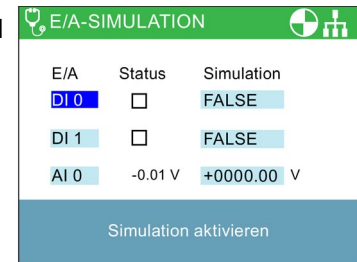 E/A-SIMULATION
E/A Status Simulation
DI 0 FALSE
DI 1 FALSE
AI 0 -0.01 V +0000.00 V
Simulation aktivieren